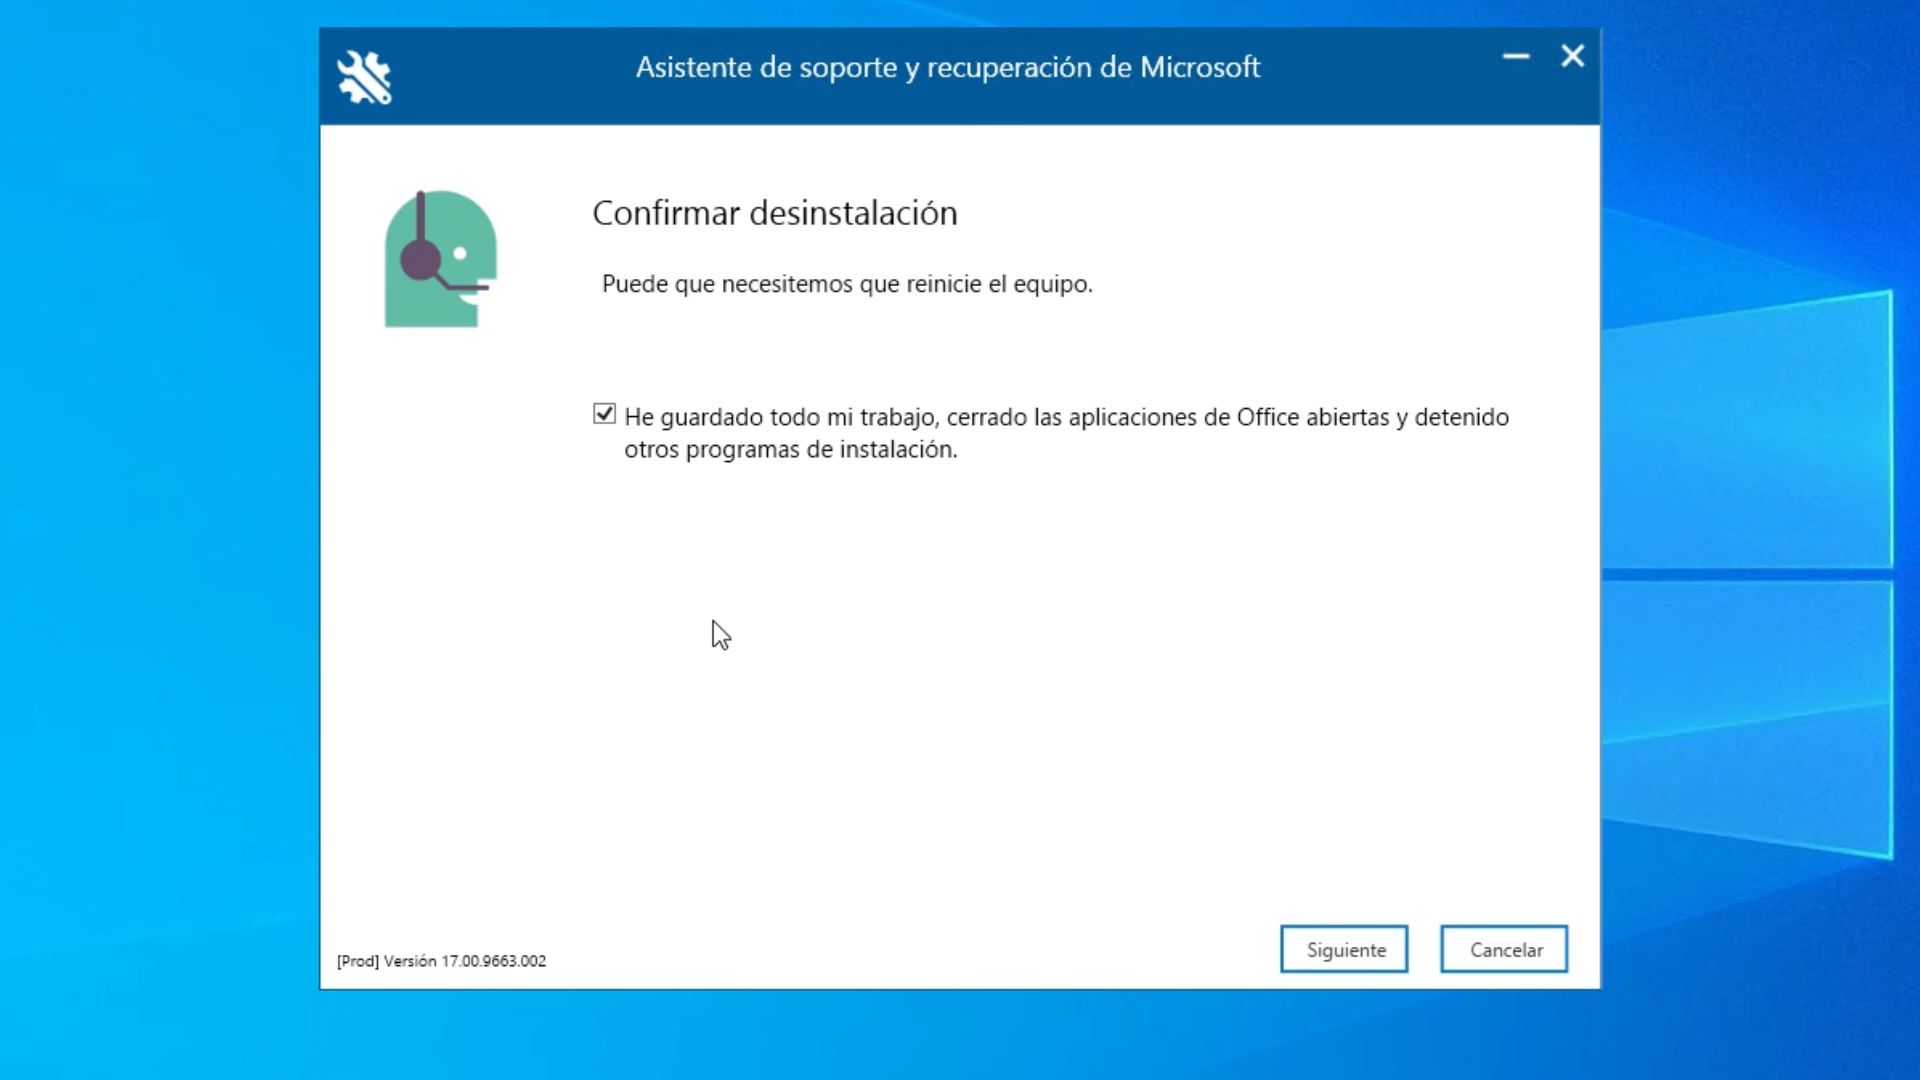 Asistente de soporte y recuperación de Microsoft
Confirmar desinstalación
Puede que necesitemos que reinicie el equipo.
He guardado todo mi trabajo, cerrado las aplicaciones de Office abiertas y detenido
otros programas de instalación.
[Prod] Versión 17.00.9663.002
Siguiente
Cancelar